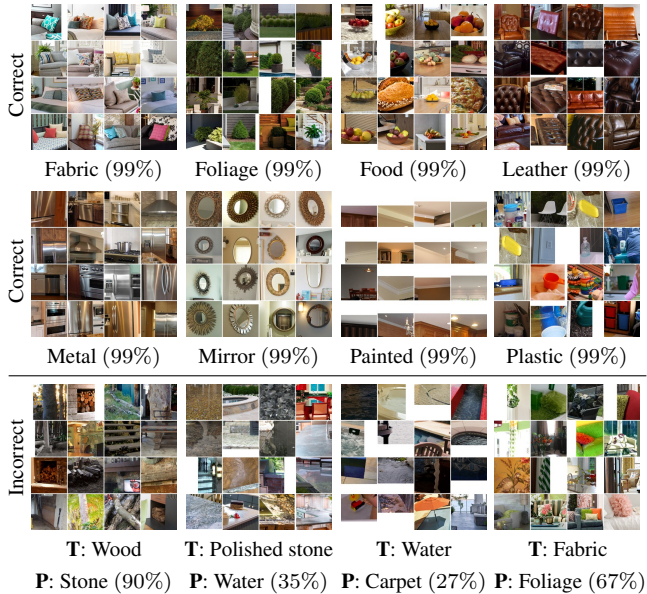 Correct
Fabric (99%) Foliage (99%) Food (99%) Leather (99%)
Correct
Metal (99%) Mirror (99%) Painted (99%) Plastic (99%)
Incorrect
T: Wood T: Polished stone T: Water T: Fabric
P: Stone (90%) P: Water (35%) P: Carpet (27%) P: Foliage (67%)